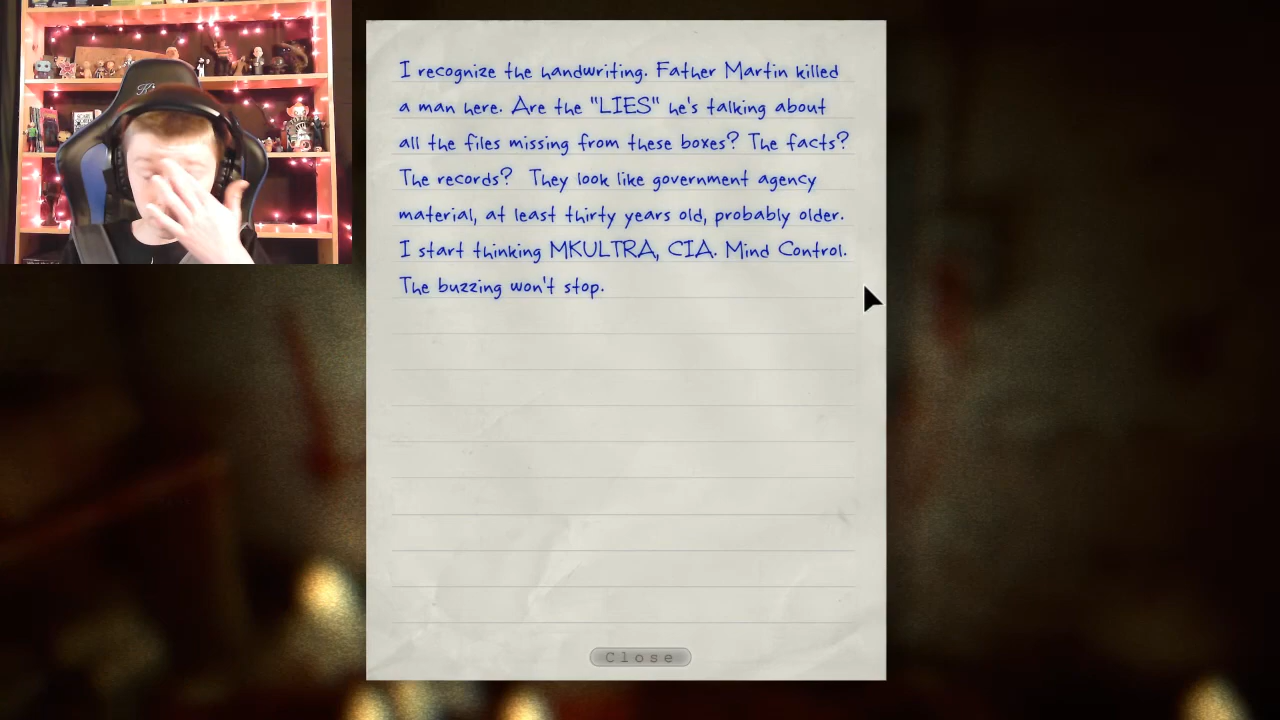 I recognize the handwriting. Father Martin killed
a man here. Are the "LIES" he's talking about
all the files missing from these boxes? The facts?
The records? They look like government agency
material, at least thirty years old, probably older.
I start thinking MKULTRA, CIA. Mind Control.
The buzzing won't stop.
Close